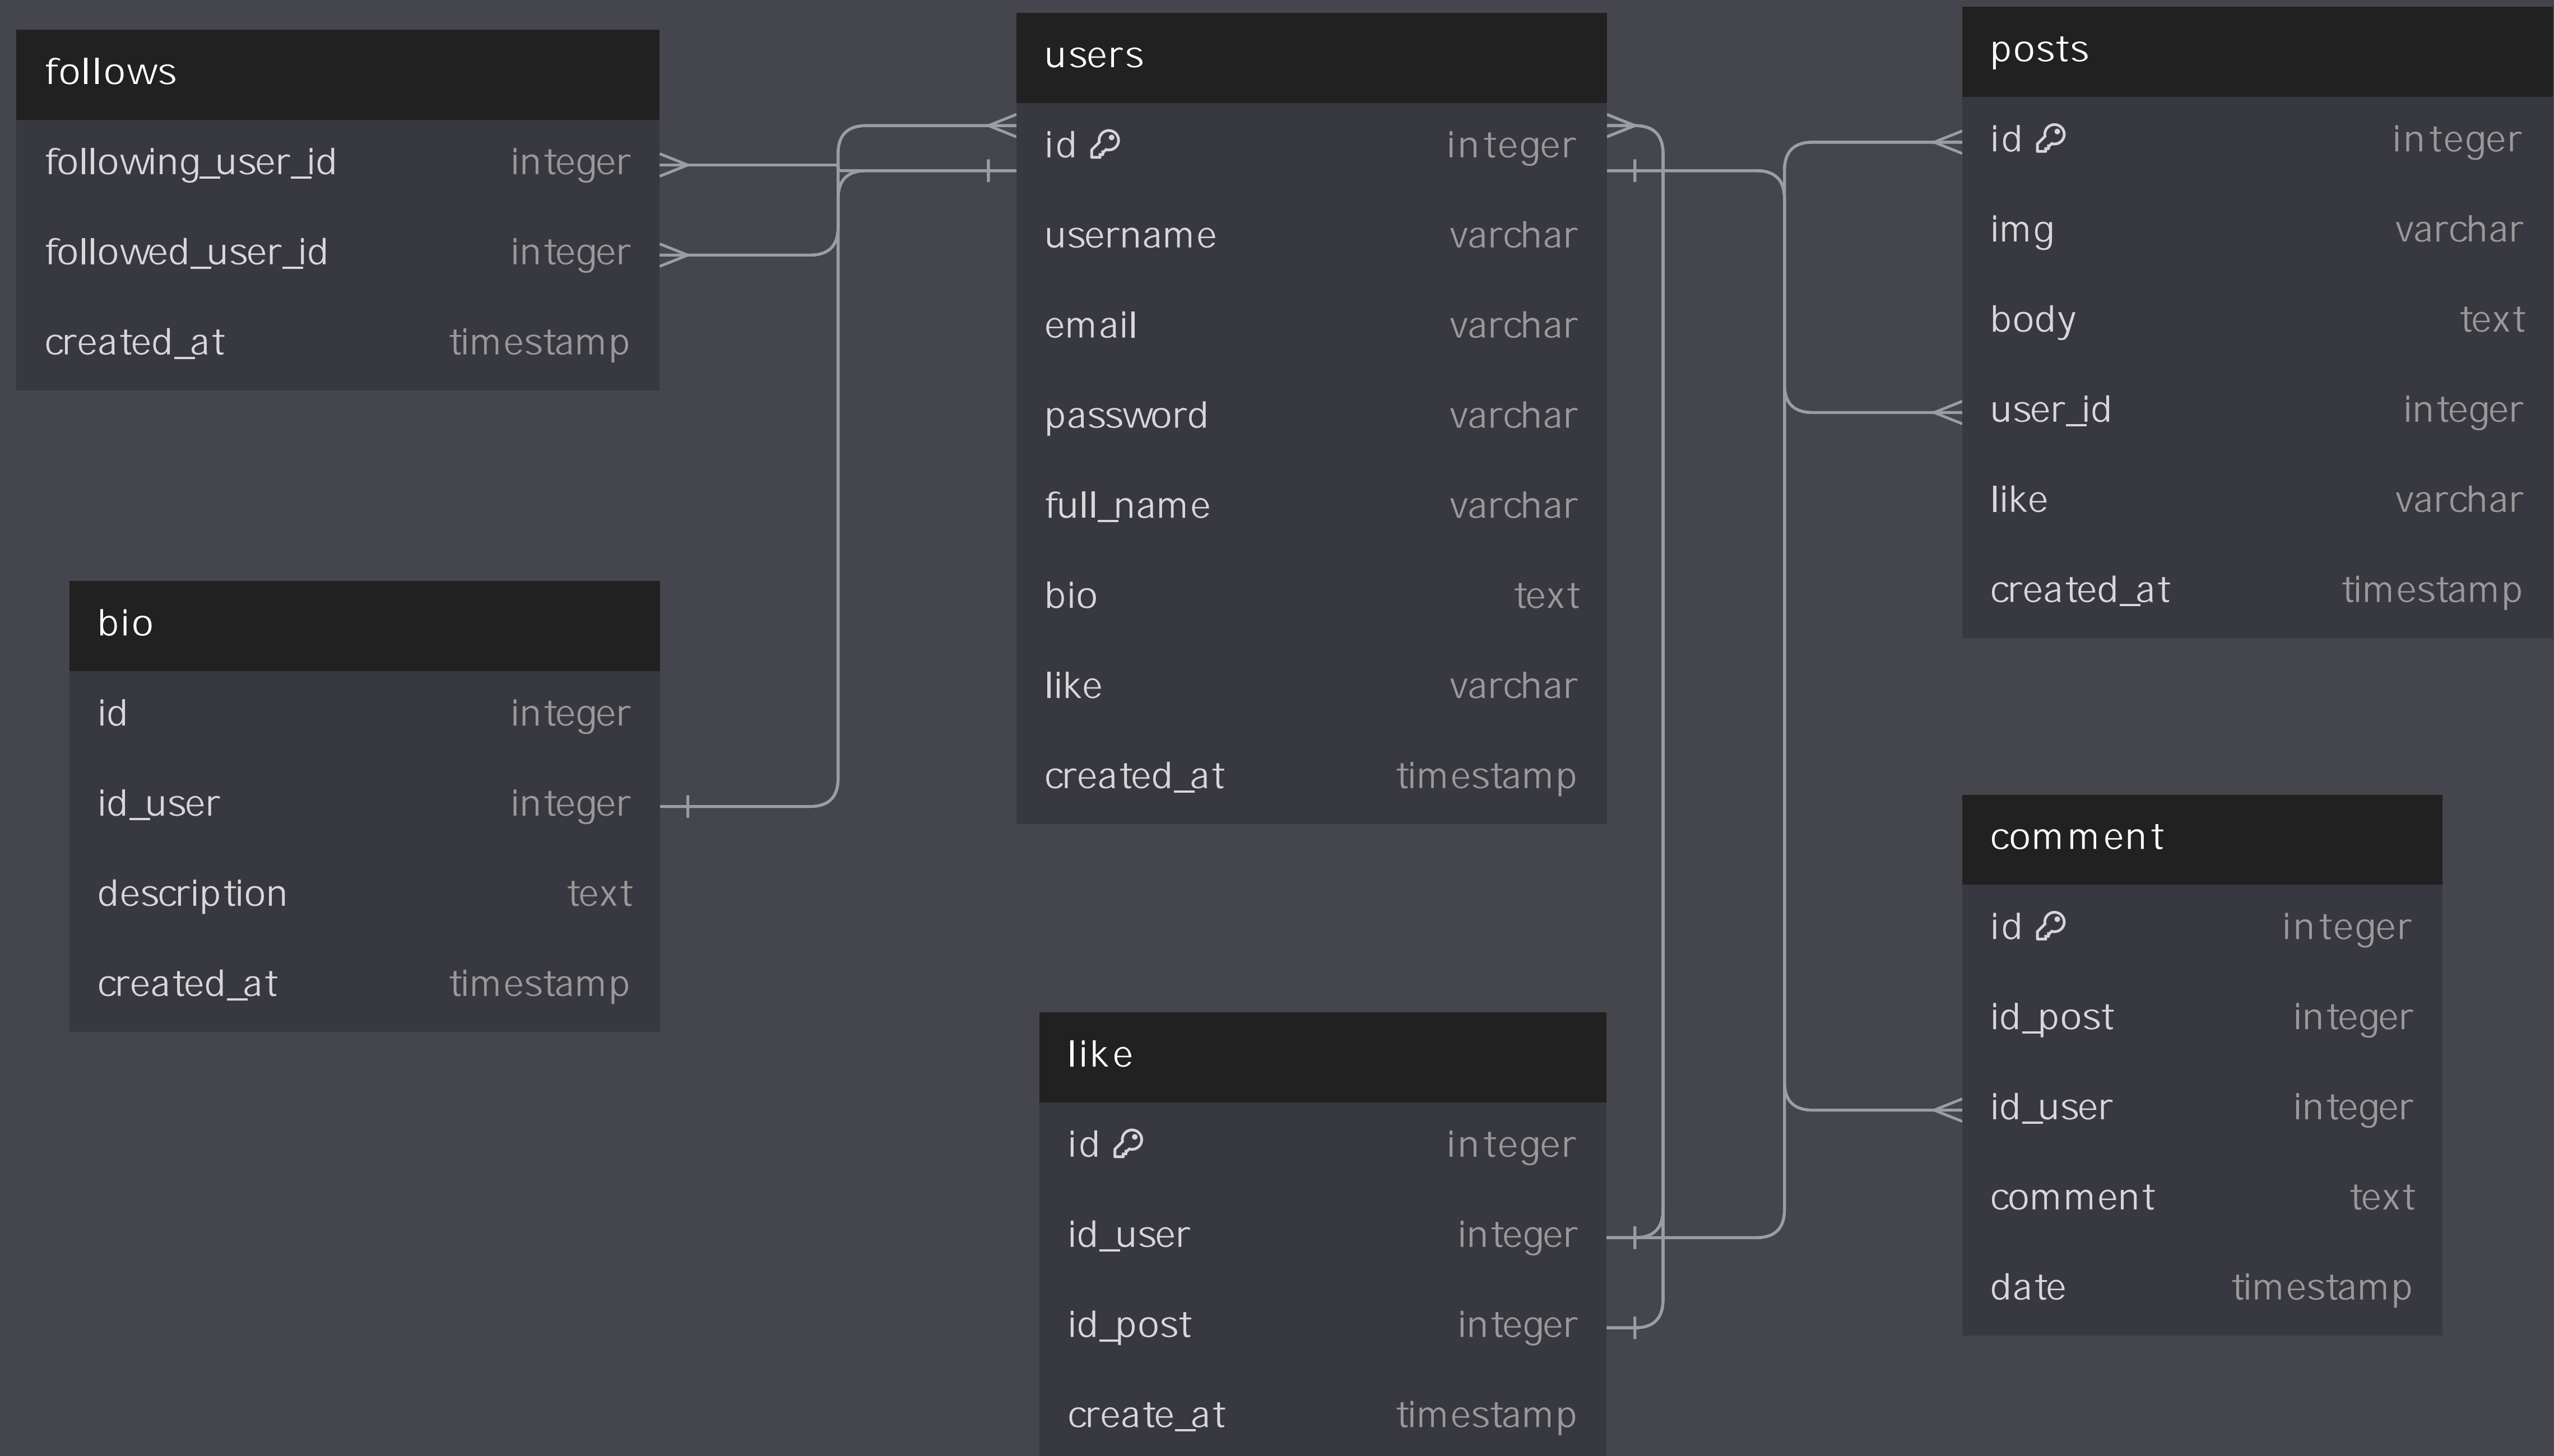 follows
following_user_id integer
followed_user_id integer
created_at timestamp
users
id integer
username varchar
email varchar
password varchar
full_name varchar
bio text
like varchar
created_at timestamp
posts
id integer
img varchar
body text
user_id integer
like varchar
created_at timestamp
bio
id integer
id_user integer
description text
created_at timestamp
like
id integer
id_user integer
id_post integer
create_at timestamp
comment
id integer
id_post integer
id_user integer
comment text
date timestamp